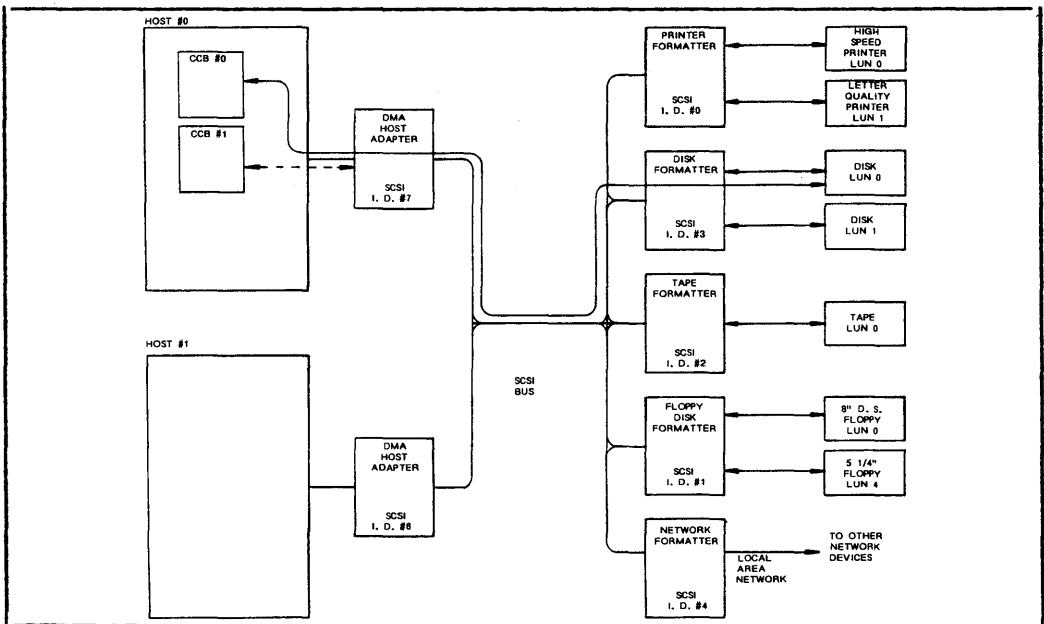 HOST #0
CCB #0
CCB #1
DMA
HOST
ADAPTER
SCSI
I. D. #7
HOST #1
DMA
HOST
ADAPTER
SCSI
I. D. #6
SCSI
BUS
PRINTER
FORMATTER
SCSI
I. D. #0
HIGH
SPEED
PRINTER
LUN 0
LETTER
QUALITY
PRINTER
LUN 1
DISK
FORMATTER
SCSI
I. D. #3
DISK
LUN 0
DISK
LUN 1
TAPE
FORMATTER
SCSI
I. D. #2
TAPE
LUN 0
FLOPPY
DISK
FORMATTER
SCSI
I. D. #1
8" D. S.
FLOPPY
LUN 0
5 1/4"
FLOPPY
LUN 4
NETWORK
FORMATTER
SCSI
I. D. #4
LOCAL
AREA
NETWORK
TO OTHER
NETWORK
DEVICES